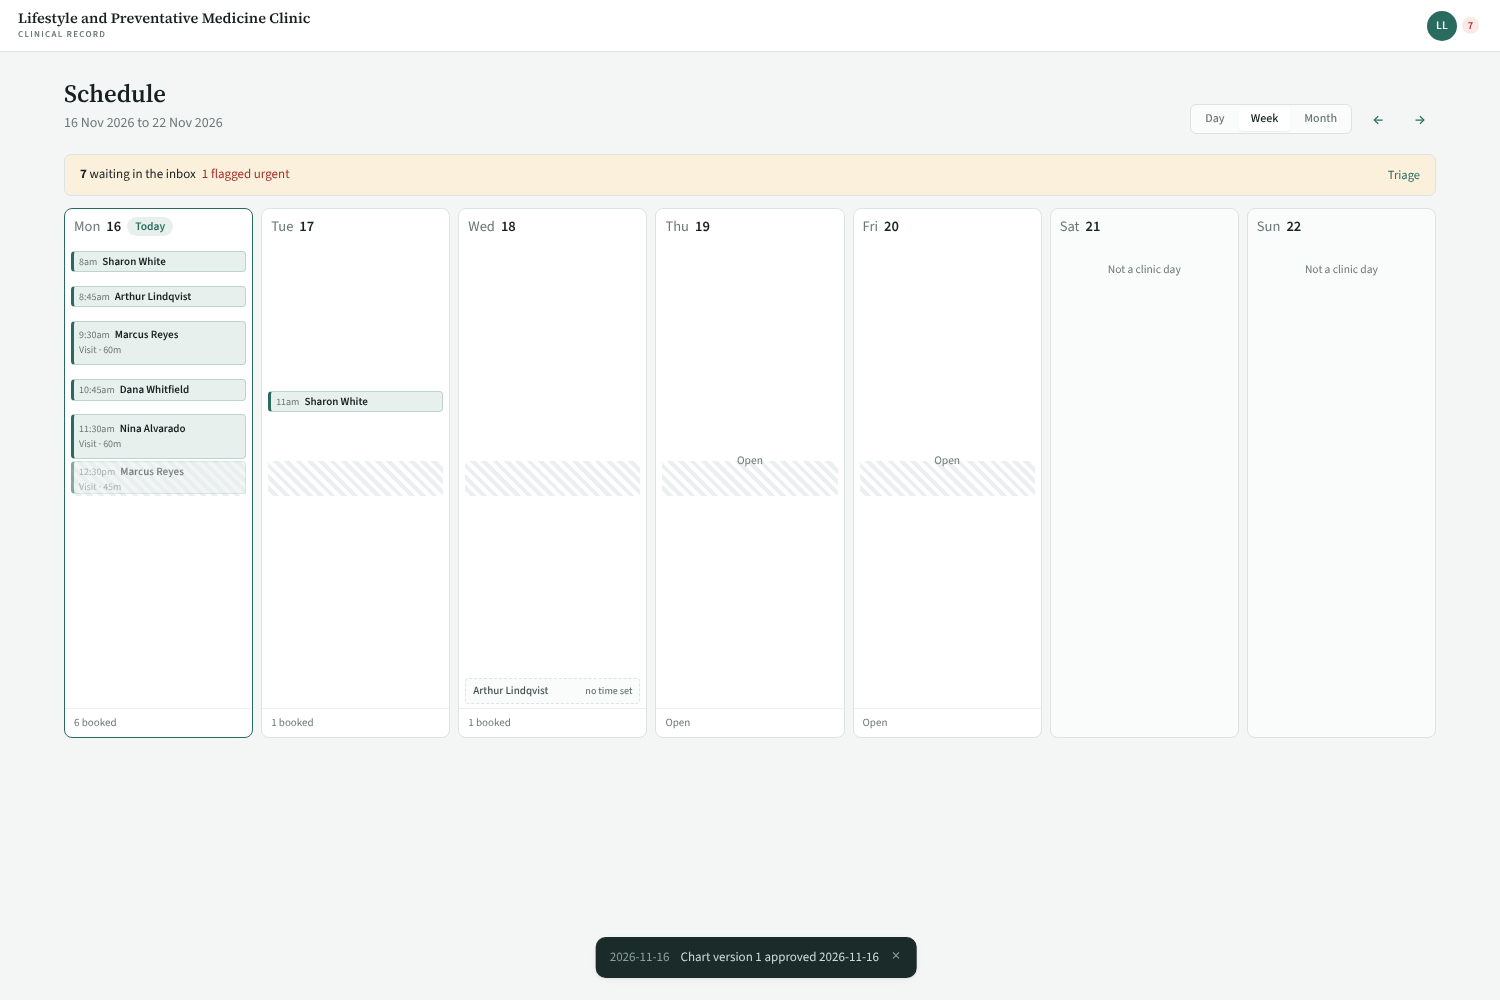 Lifestyle and Preventative Medicine Clinic
CLINICAL RECORD
LL 7
Schedule
16 Nov 2026 to 22 Nov 2026
Day Week Month ← →
7 waiting in the inbox 1 flagged urgent Triage
Mon 16 Today
8am Sharon White
8:45am Arthur Lindqvist
9:30am Marcus Reyes
Visit · 60m
10:45am Dana Whitfield
11:30am Nina Alvarado
Visit · 60m
12:30pm Marcus Reyes
Visit · 45m
6 booked
Tue 17
11am Sharon White
1 booked
Wed 18
Arthur Lindqvist no time set
1 booked
Thu 19
Open
Open
Fri 20
Open
Open
Sat 21
Not a clinic day
Sun 22
Not a clinic day
2026-11-16 Chart version 1 approved 2026-11-16 ×